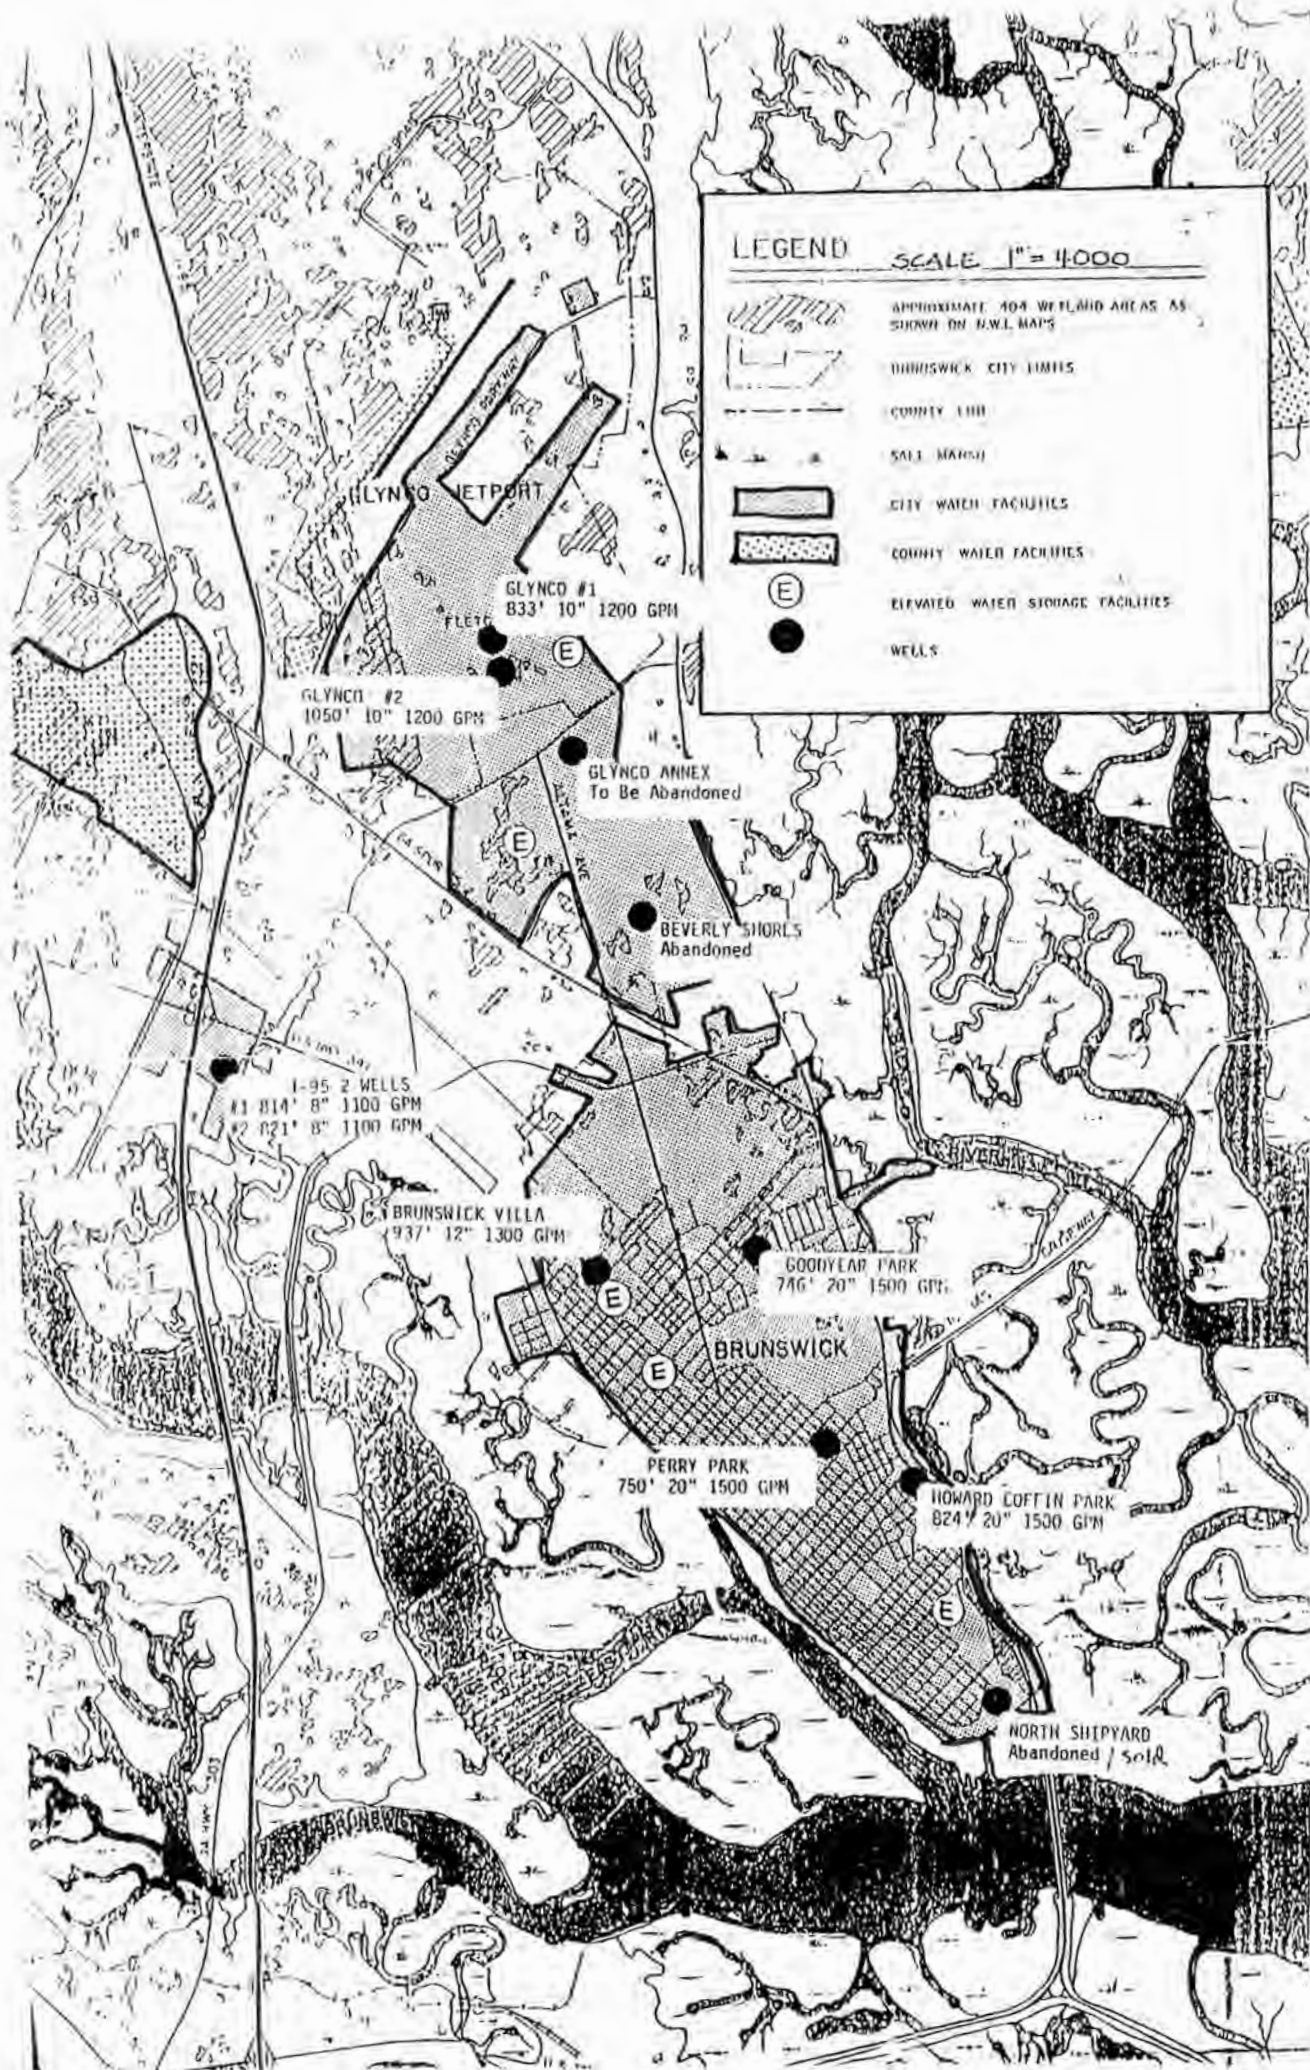 LEGEND
SCALE 1" = 4000
APPROXIMATE 404 WETLAND AREAS AS
SHOWN ON N.W.I. MAPS
BRUNSWICK CITY LIMITS
COUNTY LINE
SALT MARSH
CITY WATER FACILITIES
COUNTY WATER FACILITIES
E
ELEVATED WATER STORAGE FACILITIES
WELLS
INTERSTATE
GLYNCO PARKWAY
GLYNCO JETPORT
GLYNCO #1
833' 10" 1200 GPM
E
GLYNCO #2
1050' 10" 1200 GPM
GLYNCO ANNEX
To Be Abandoned
E
BEVERLY SHORES
Abandoned
I-95 2 WELLS
#1 814' 8" 1100 GPM
#2 821' 8" 1100 GPM
RIVER
BRUNSWICK VILLA
937' 12" 1300 GPM
GOODYEAR PARK
746' 20" 1500 GPM
E
BRUNSWICK
E
PERRY PARK
750' 20" 1500 GPM
HOWARD COFFIN PARK
824' 20" 1500 GPM
E
NORTH SHIPYARD
Abandoned / Sold
BRUNSWICK